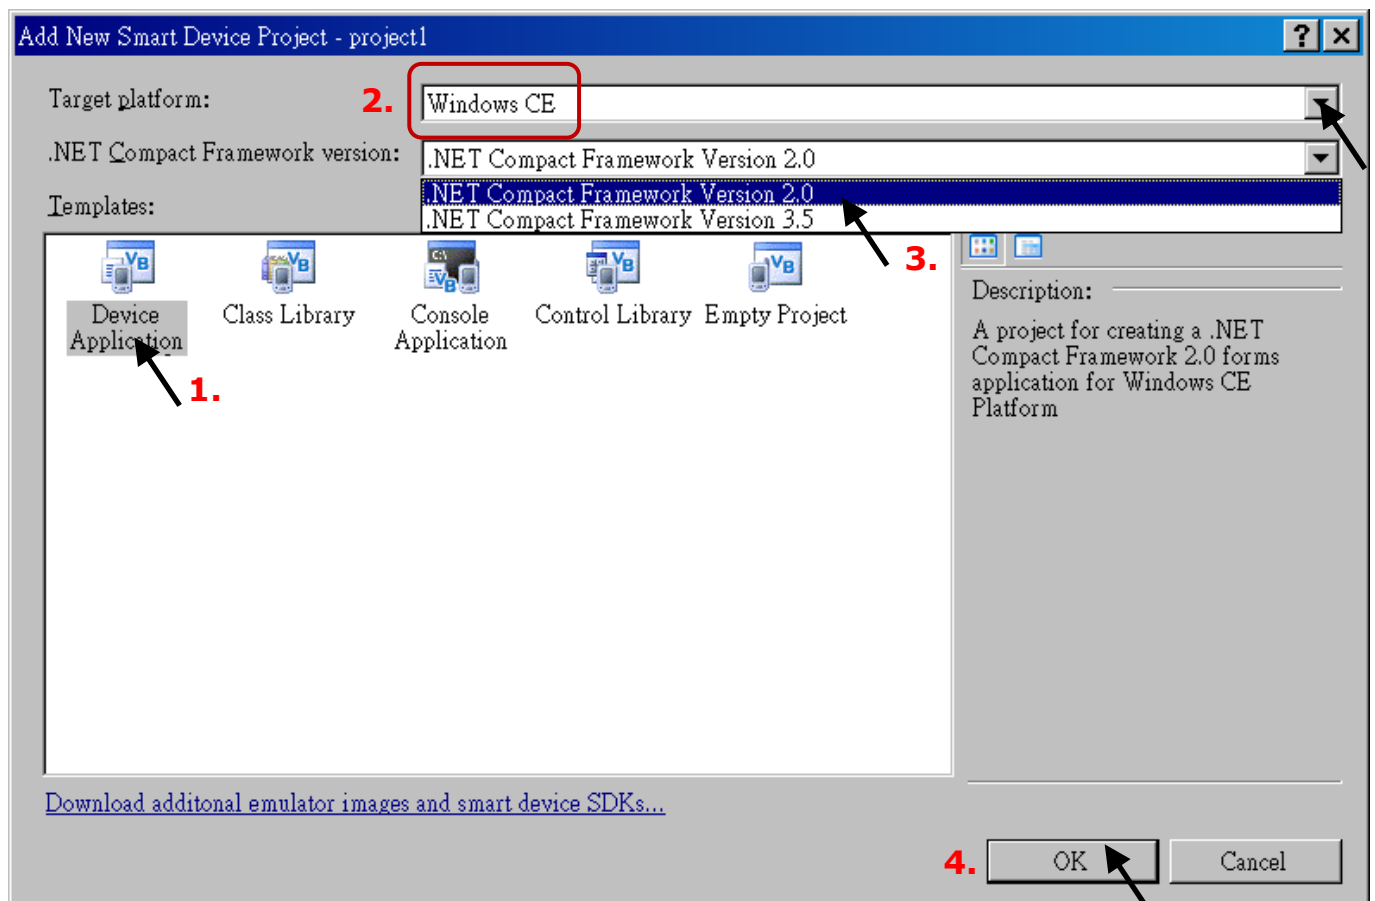 Add New Smart Device Project - project1
Target platform:
2.
Windows CE
.NET Compact Framework version:
.NET Compact Framework Version 2.0
.NET Compact Framework Version 2.0
.NET Compact Framework Version 3.5
Templates:
3.
Device
Application
Class Library
Console
Application
Control Library
Empty Project
1.
Description:
A project for creating a .NET
Compact Framework 2.0 forms
application for Windows CE
Platform
Download additonal emulator images and smart device SDKs...
4.
OK
Cancel